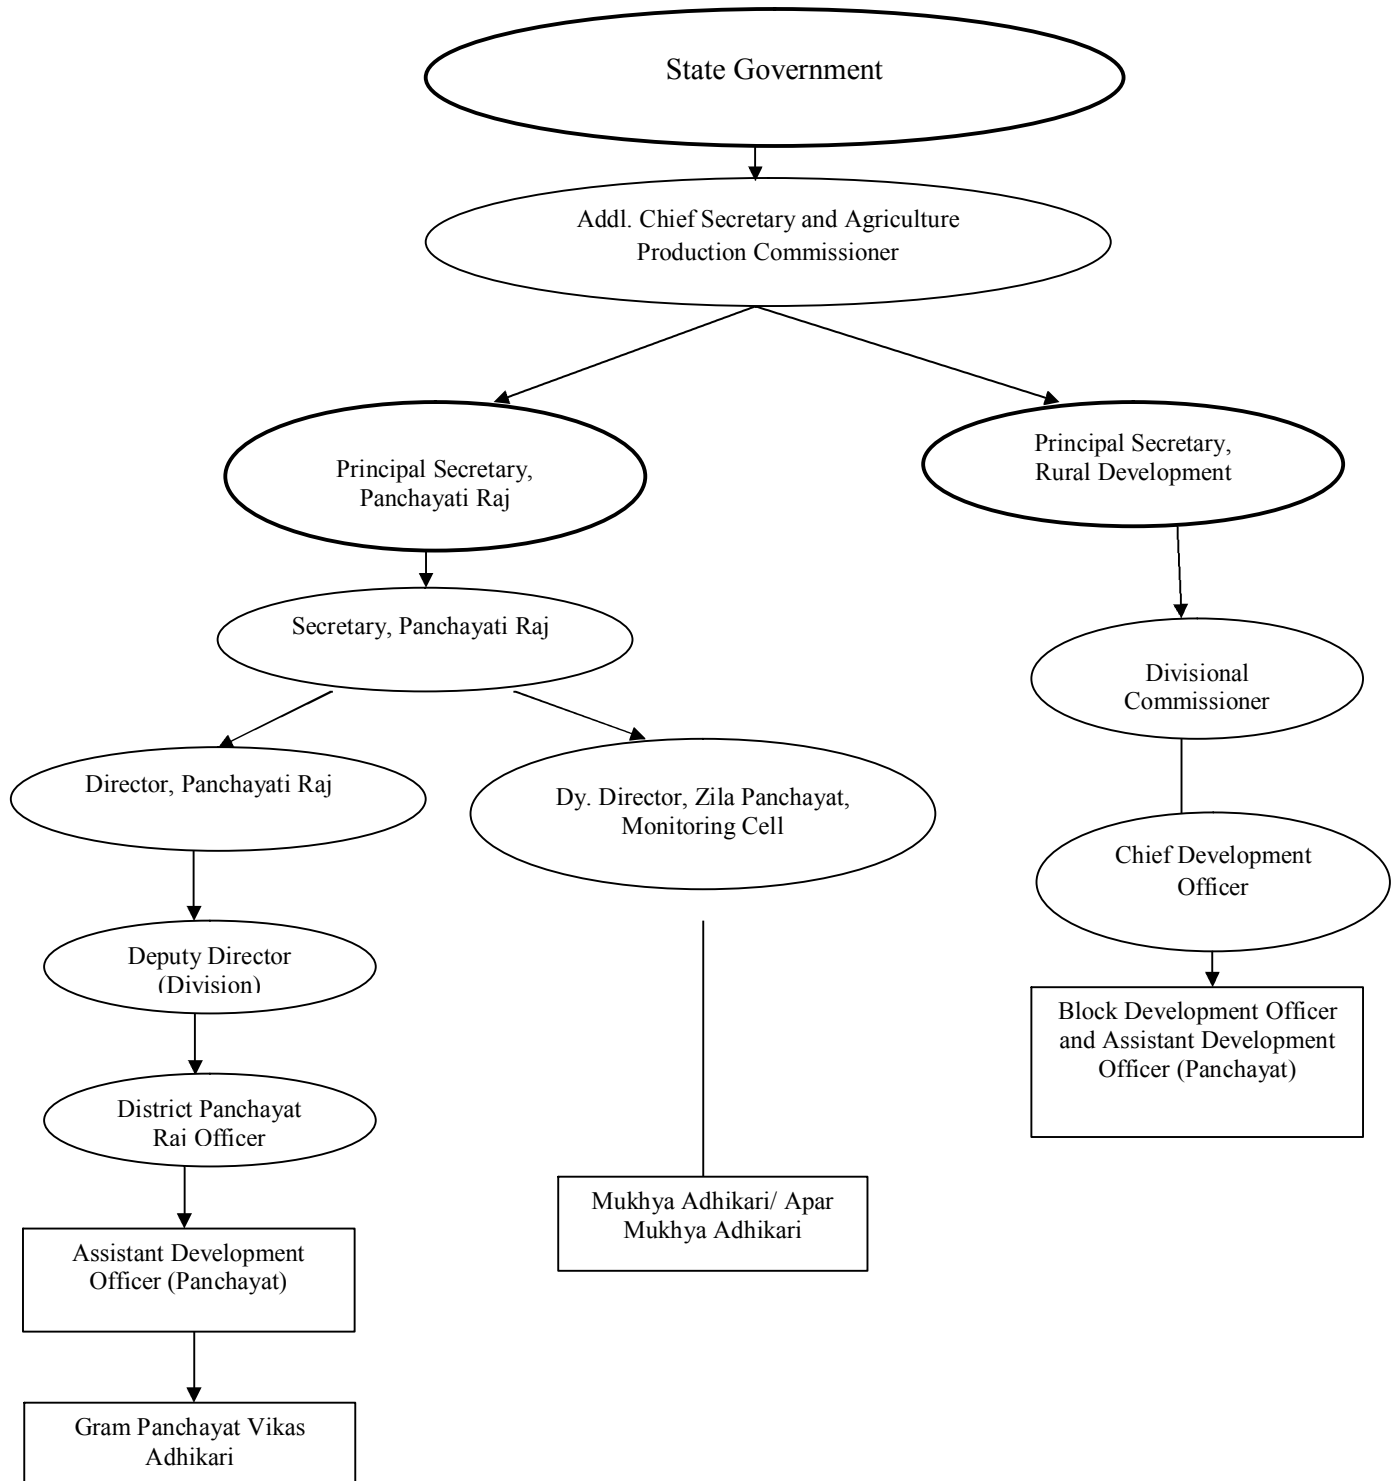 State Government
Addl. Chief Secretary and Agriculture
Production Commissioner
Principal Secretary,
Panchayati Raj
Principal Secretary,
Rural Development
Secretary, Panchayati Raj
Divisional
Commissioner
Director, Panchayati Raj
Dy. Director, Zila Panchayat,
Monitoring Cell
Chief Development
Officer
Deputy Director
(Division)
Block Development Officer
and Assistant Development
Officer (Panchayat)
District Panchayat
Raj Officer
Mukhya Adhikari/ Apar
Mukhya Adhikari
Assistant Development
Officer (Panchayat)
Gram Panchayat Vikas
Adhikari